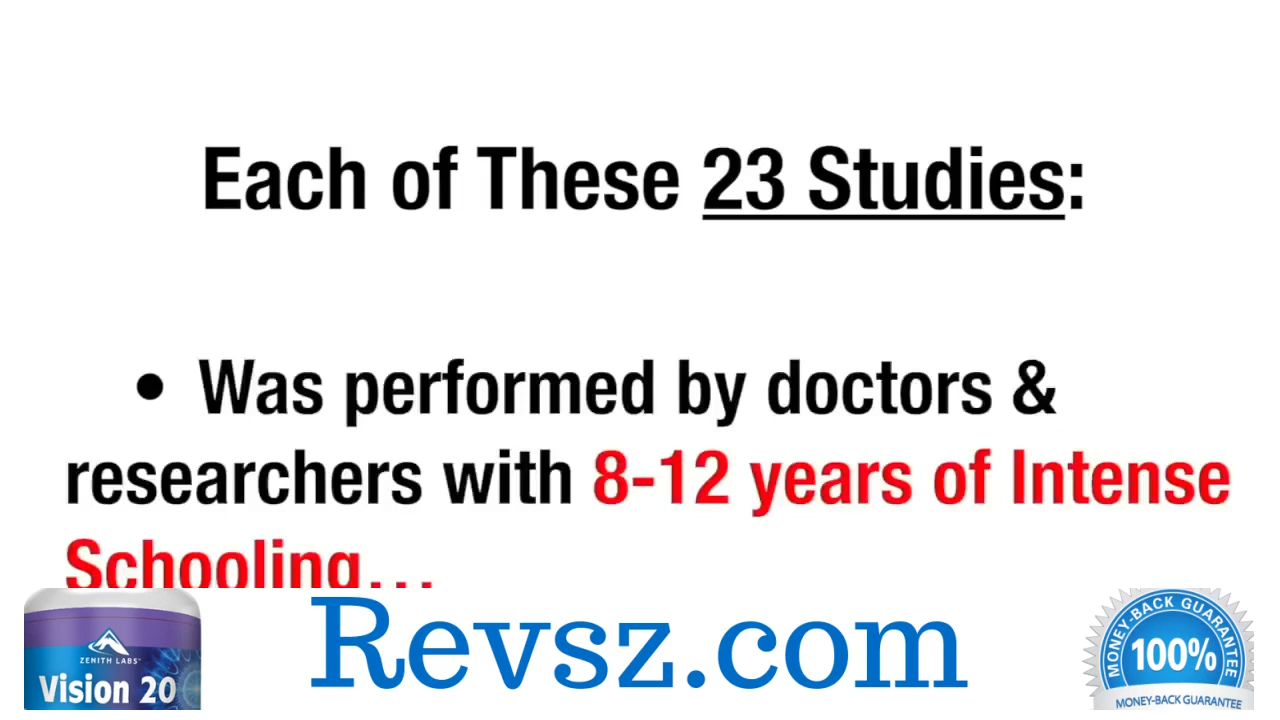 Each of These 23 Studies:
• Was performed by doctors &
researchers with 8-12 years of Intense
Schooling...
ZENITH LABS™
Vision 20
Revsz.com
MONEY-BACK GUARANTEE
100%
MONEY-BACK GUARANTEE